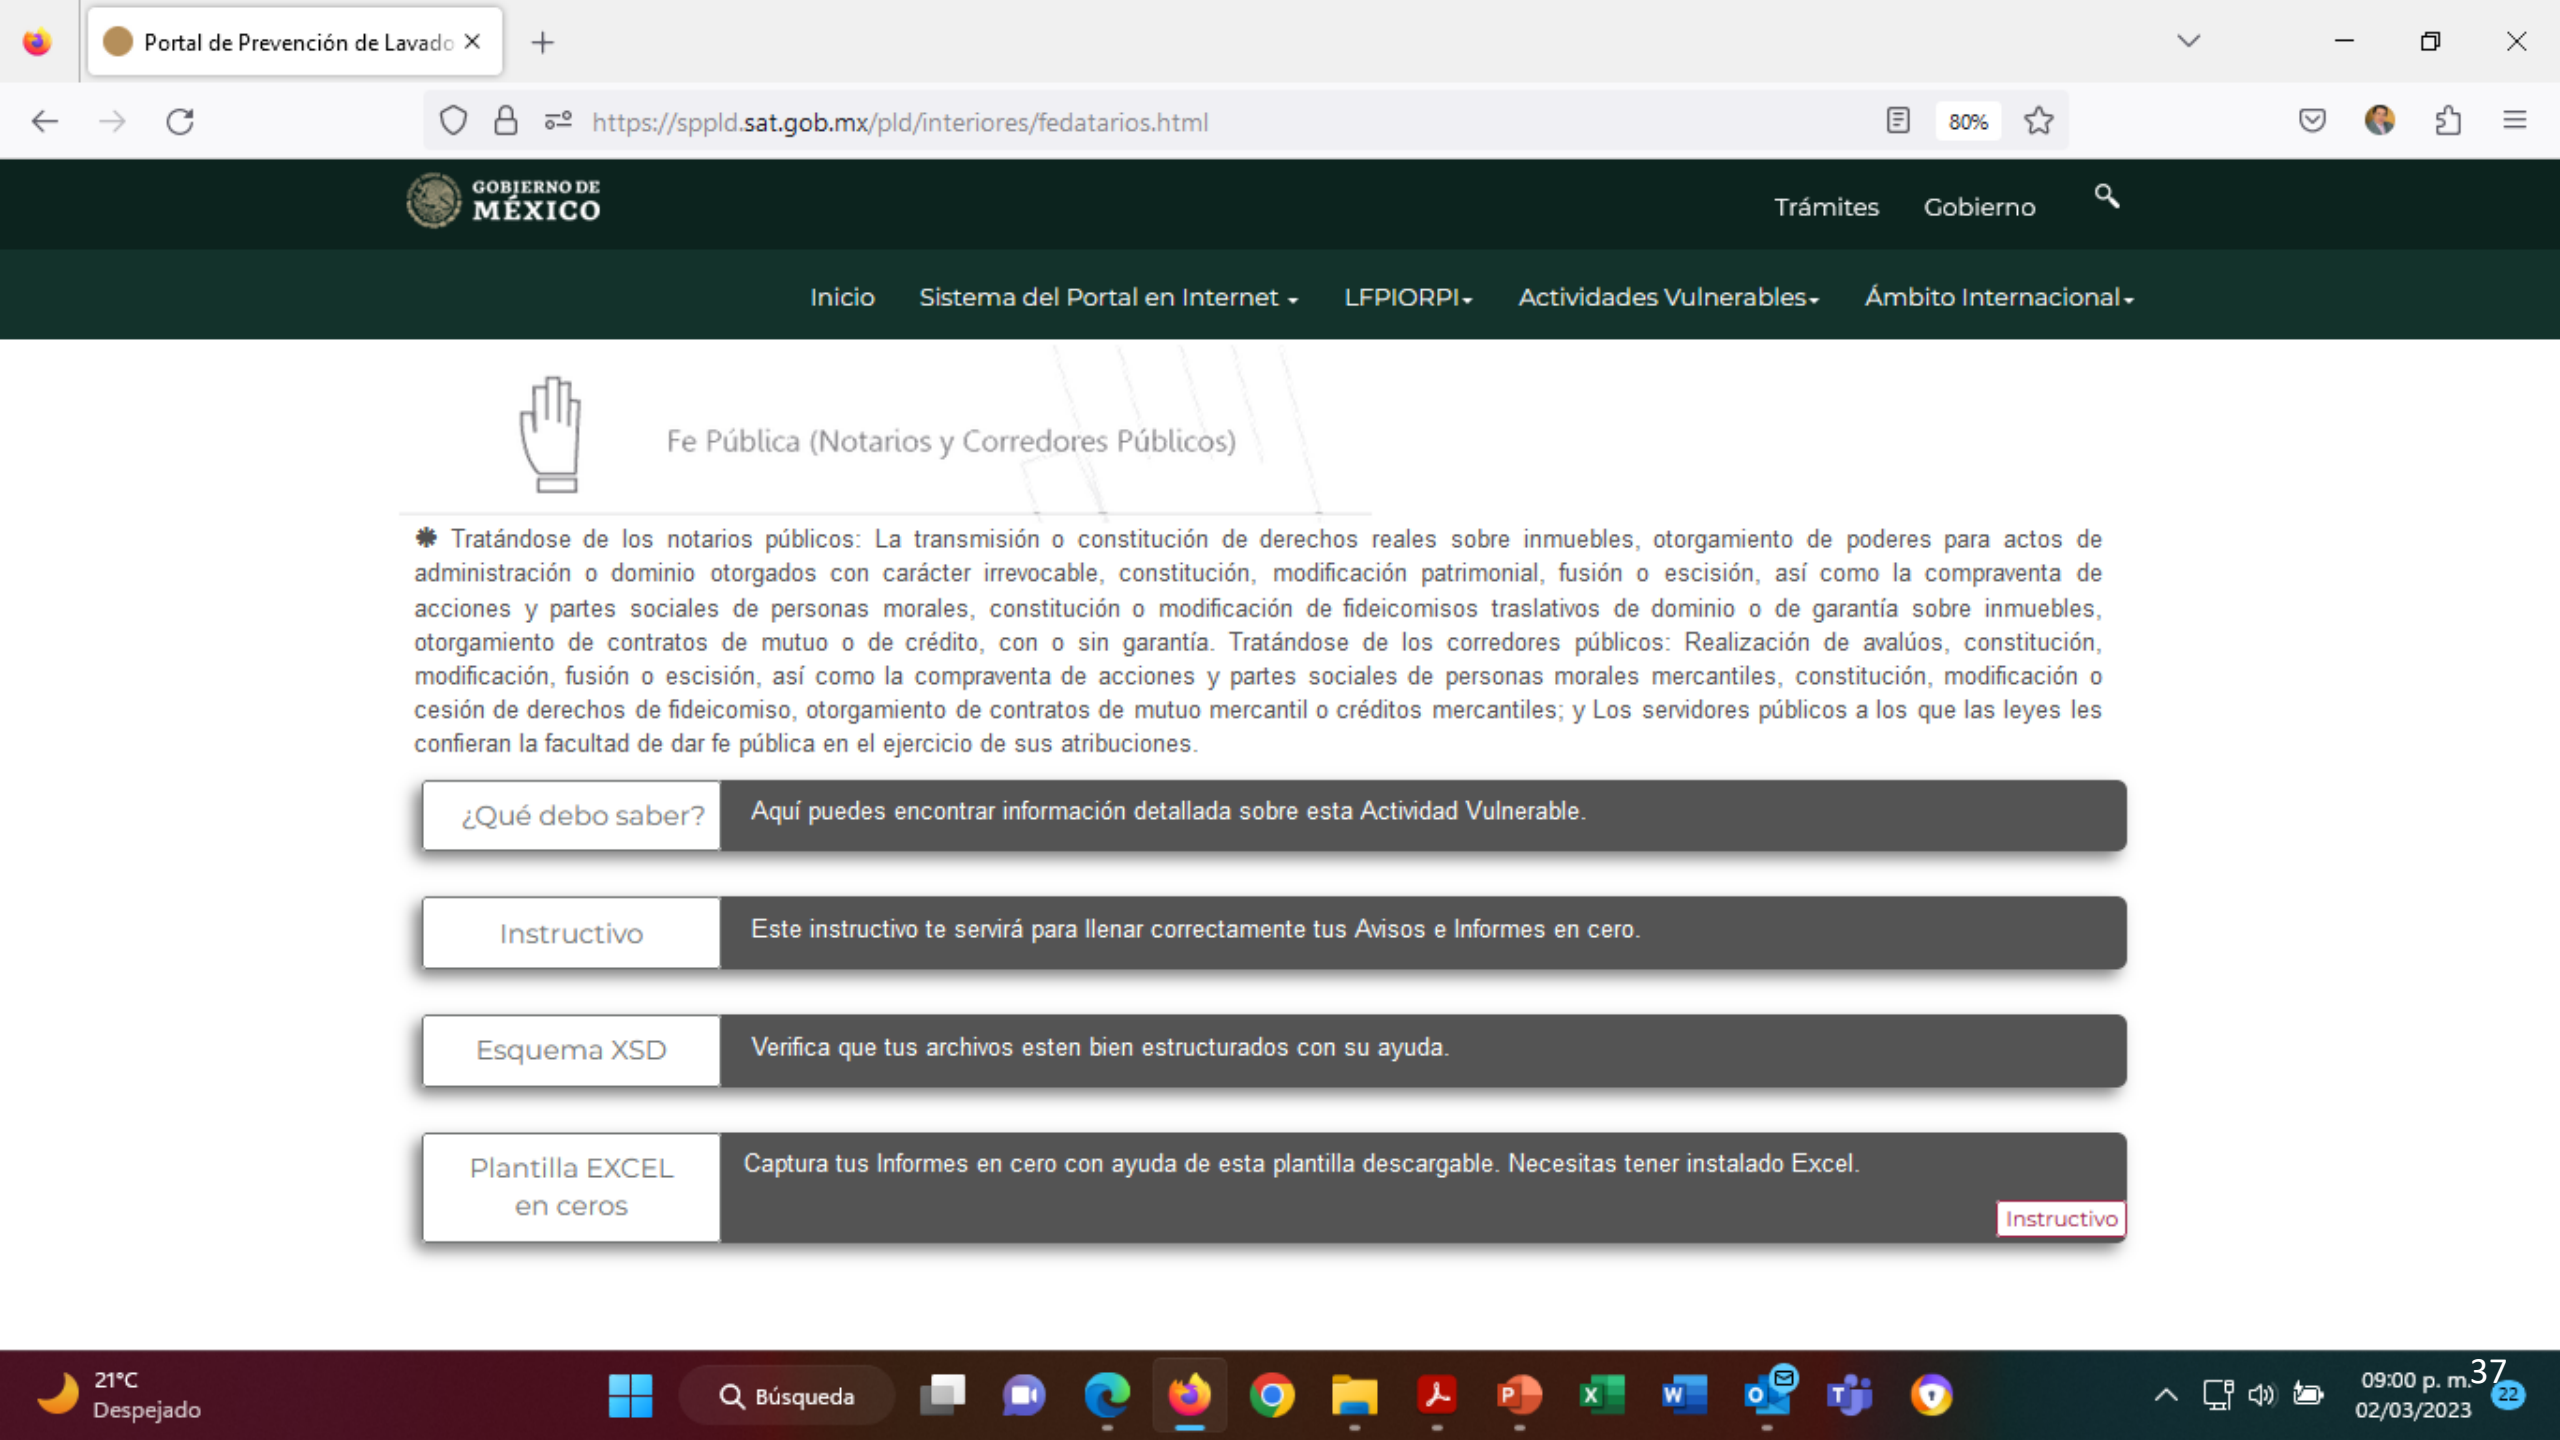 Portal de Prevención de Lavado
https://sppld.sat.gob.mx/pld/interiores/fedatarios.html
80%
GOBIERNO DE
MÉXICO
Trámites Gobierno
Inicio Sistema del Portal en Internet LFPIORPI Actividades Vulnerables Ámbito Internacional
Fe Pública (Notarios y Corredores Públicos)
✱ Tratándose de los notarios públicos: La transmisión o constitución de derechos reales sobre inmuebles, otorgamiento de poderes para actos de
administración o dominio otorgados con carácter irrevocable, constitución, modificación patrimonial, fusión o escisión, así como la compraventa de
acciones y partes sociales de personas morales, constitución o modificación de fideicomisos traslativos de dominio o de garantía sobre inmuebles,
otorgamiento de contratos de mutuo o de crédito, con o sin garantía. Tratándose de los corredores públicos: Realización de avalúos, constitución,
modificación, fusión o escisión, así como la compraventa de acciones y partes sociales de personas morales mercantiles, constitución, modificación o
cesión de derechos de fideicomiso, otorgamiento de contratos de mutuo mercantil o créditos mercantiles; y Los servidores públicos a los que las leyes les
confieran la facultad de dar fe pública en el ejercicio de sus atribuciones.
¿Qué debo saber? Aquí puedes encontrar información detallada sobre esta Actividad Vulnerable.
Instructivo Este instructivo te servirá para llenar correctamente tus Avisos e Informes en cero.
Esquema XSD Verifica que tus archivos esten bien estructurados con su ayuda.
Plantilla EXCEL
en ceros
Captura tus Informes en cero con ayuda de esta plantilla descargable. Necesitas tener instalado Excel.
Instructivo
21°C
Despejado
Búsqueda
09:00 p. m.
02/03/2023
37
22